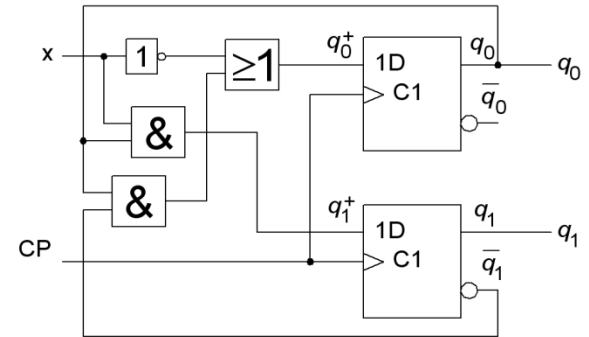 x
1
≥1
q₀⁺
1D
C1
q₀
q̅₀
q₀
&
&
q₁⁺
1D
C1
q₁
q̅₁
q₁
CP